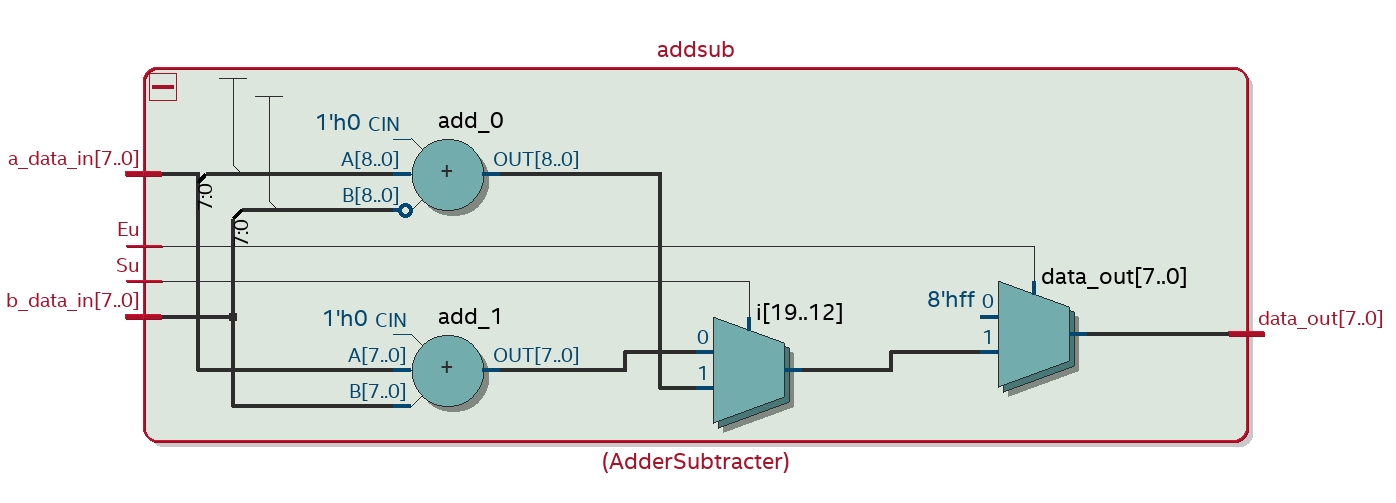 addsub
1'h0 CIN
add_0
a_data_in[7..0]
A[8..0]
+
OUT[8..0]
7:0
B[8..0]
7:0
Eu
Su
b_data_in[7..0]
data_out[7..0]
8'hff 0
1
data_out[7..0]
1'h0 CIN
add_1
i[19..12]
0
1
A[7..0]
+
OUT[7..0]
B[7..0]
(AdderSubtracter)